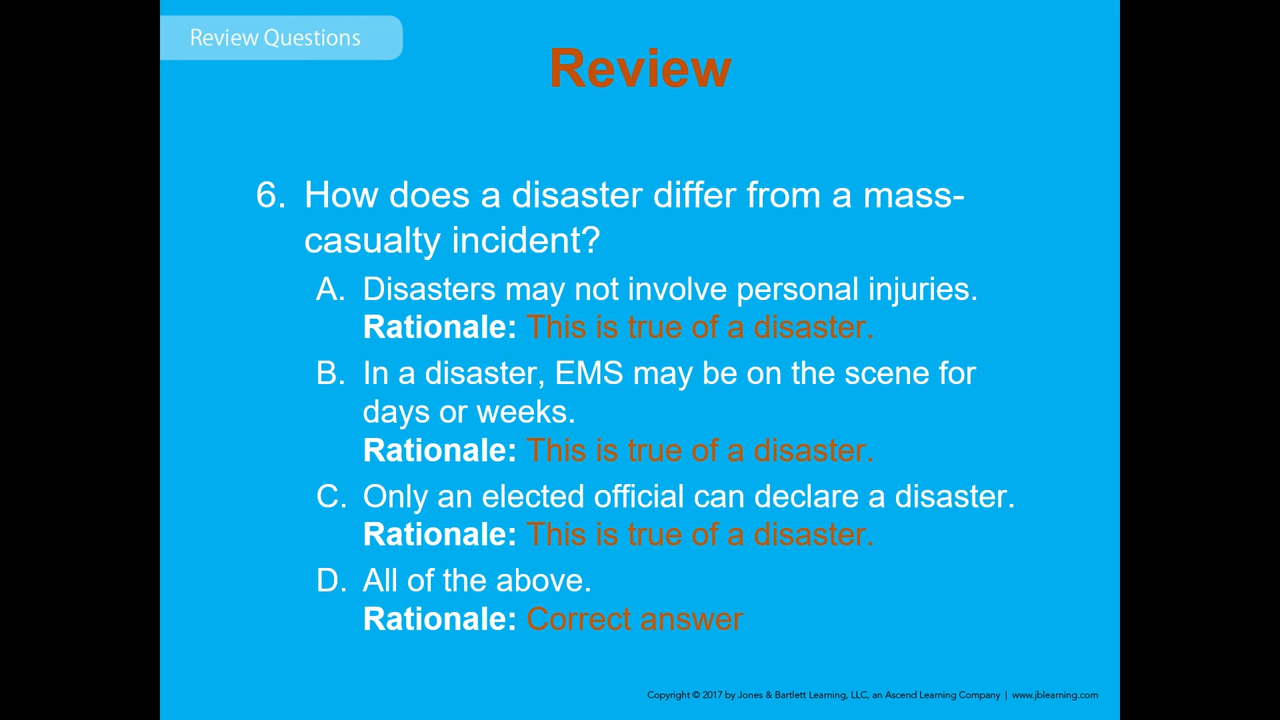 Review Questions
Review
6. How does a disaster differ from a mass-
casualty incident?
A. Disasters may not involve personal injuries.
Rationale: This is true of a disaster.
B. In a disaster, EMS may be on the scene for
days or weeks.
Rationale: This is true of a disaster.
C. Only an elected official can declare a disaster.
Rationale: This is true of a disaster.
D. All of the above.
Rationale: Correct answer
Copyright © 2017 by Jones & Bartlett Learning, LLC, an Ascend Learning Company | www.jblearning.com